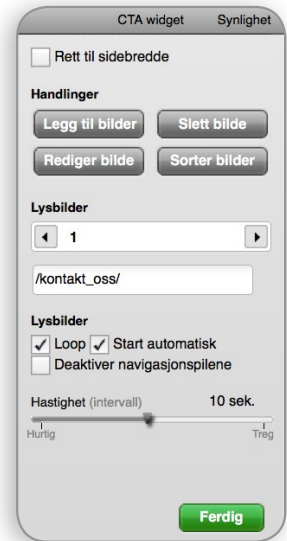 CTA widget Synlighet
Rett til sidebredde
Handlinger
Legg til bilder Slett bilde
Rediger bilde Sorter bilder
Lysbilder
1
/kontakt_oss/
Lysbilder
Loop Start automatisk
Deaktiver navigasjonspilene
Hastighet (intervall) 10 sek.
Hurtig Treg
Ferdig